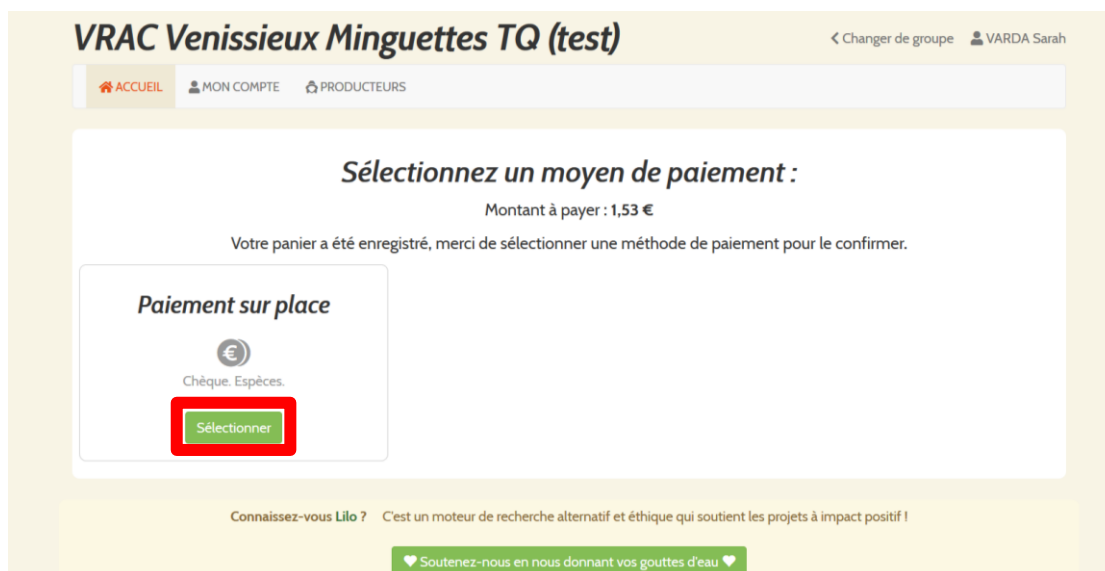 VRAC Venissieux Minguettes TQ (test)
Changer de groupe VARDA Sarah
ACCUEIL MON COMPTE PRODUCTEURS
Sélectionnez un moyen de paiement :
Montant à payer : 1,53 €
Votre panier a été enregistré, merci de sélectionner une méthode de paiement pour le confirmer.
Paiement sur place
€
Chèque. Espèces.
Sélectionner
Connaissez-vous Lilo ? C'est un moteur de recherche alternatif et éthique qui soutient les projets à impact positif !
Soutenez-nous en nous donnant vos gouttes d'eau